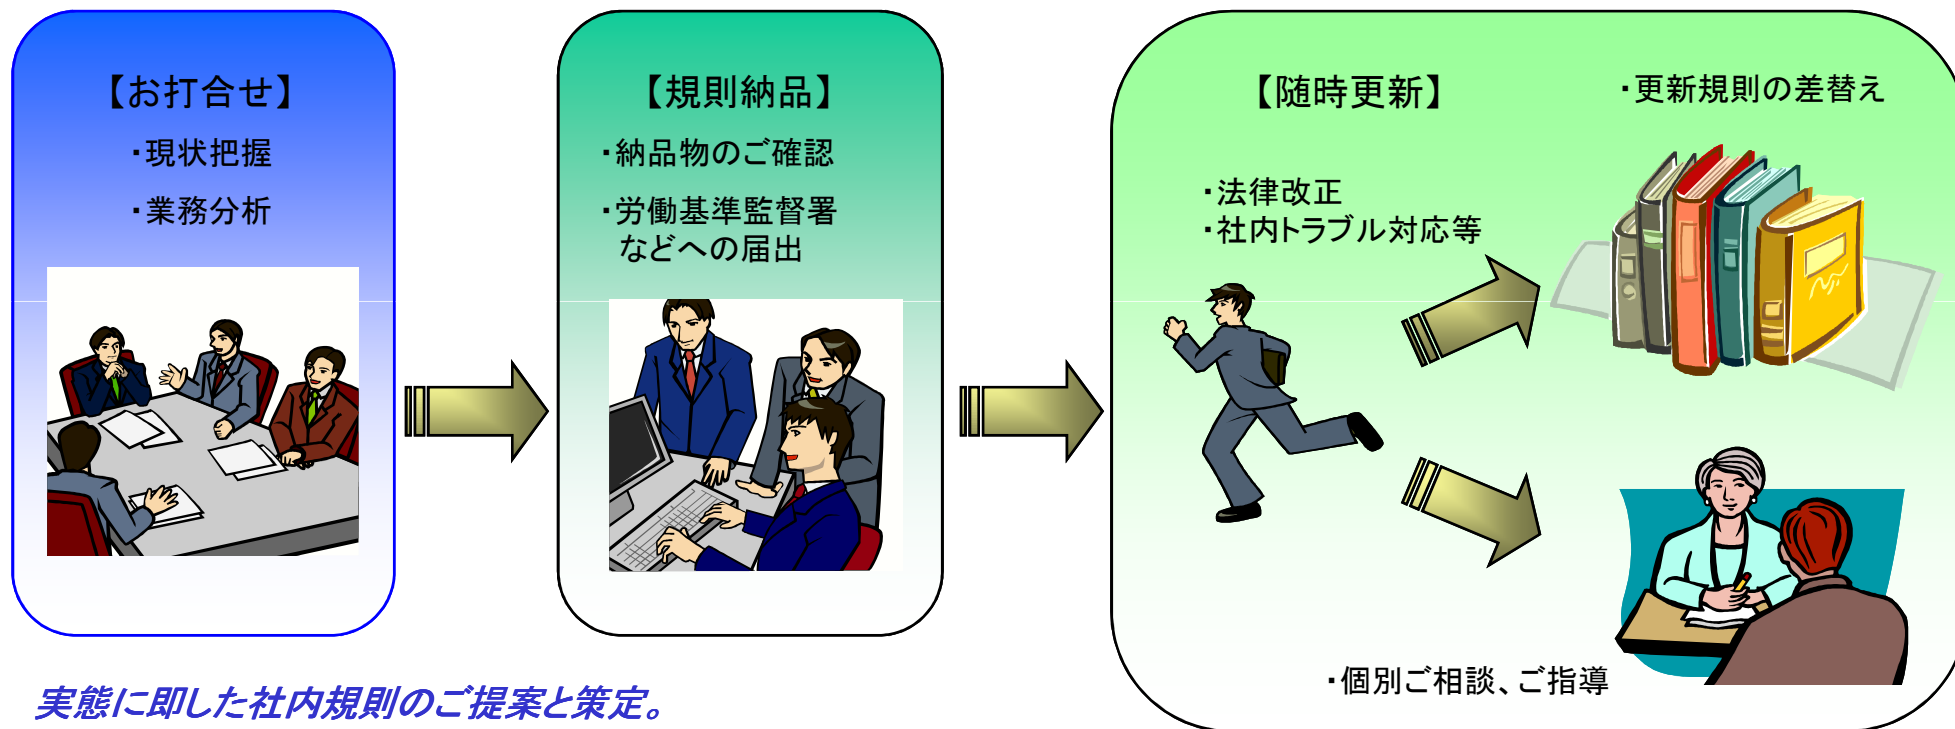 【お打合せ】
・現状把握
・業務分析
【規則納品】
・納品物のご確認
・労働基準監督署
などへの届出
【随時更新】
・法律改正
・社内トラブル対応等
・更新規則の差替え
・個別ご相談、ご指導
実態に即した社内規則のご提案と策定。